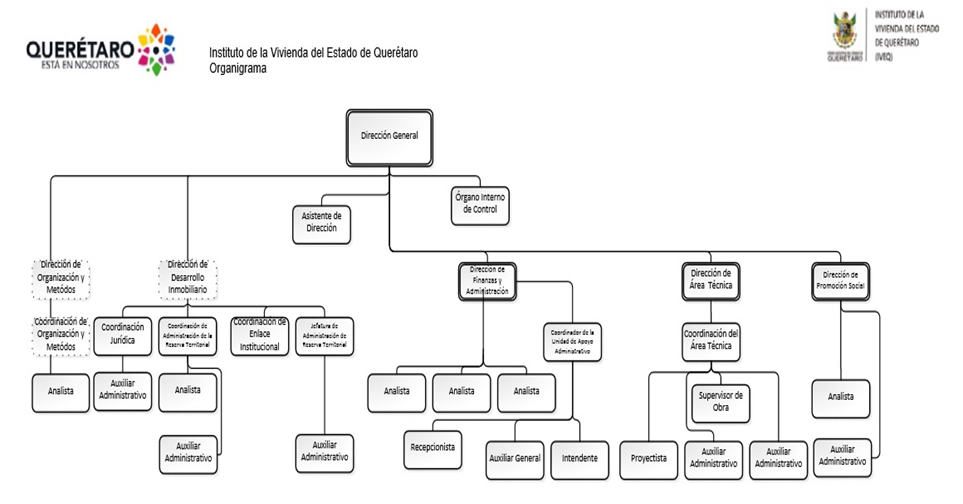 QUERÉTARO
ESTÁ EN NOSOTROS
Instituto de la Vivienda del Estado de Querétaro
Organigrama
INSTITUTO DE LA
VIVIENDA DEL ESTADO
DE QUERÉTARO
(IVEQ)
QUERÉTARO
Dirección General
Asistente de
Dirección
Órgano Interno
de Control
Dirección de
Organización y
Metódos
Dirección de
Desarrollo
Inmobiliario
Dirección de
Finanzas y
Administración
Dirección de
Área Técnica
Dirección de
Promoción Social
Coordinación de
Organización y
Metódos
Coordinación
Jurídica
Coordinación de
Administración de la
Reserva Territorial
Coordinación de
Enlace
Institucional
Jefatura de
Administración de
Reserva Territorial
Coordinador de la
Unidad de Apoyo
Administrativo
Coordinación del
Área Técnica
Analista
Auxiliar
Administrativo
Analista
Analista
Analista
Analista
Supervisor de
Obra
Analista
Auxiliar
Administrativo
Auxiliar
Administrativo
Recepcionista
Auxiliar General
Intendente
Proyectista
Auxiliar
Administrativo
Auxiliar
Administrativo
Auxiliar
Administrativo